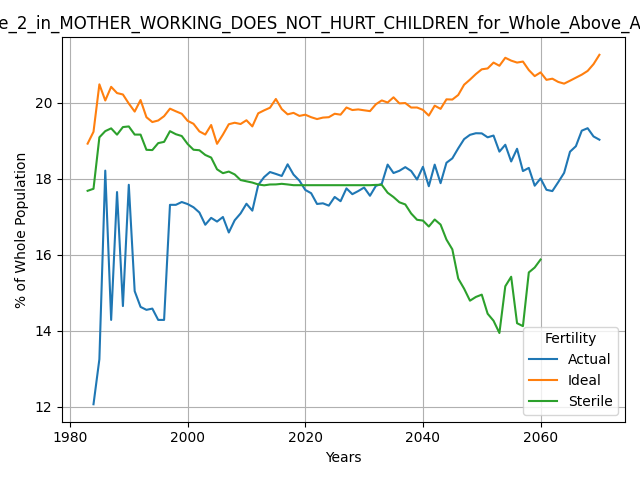 e_2_in_MOTHER_WORKING_DOES_NOT_HURT_CHILDREN_for_Whole_Above_A
% of Whole Population
20
18
16
14
12
1980
2000
2020
2040
2060
Years
Fertility
Actual
Ideal
Sterile